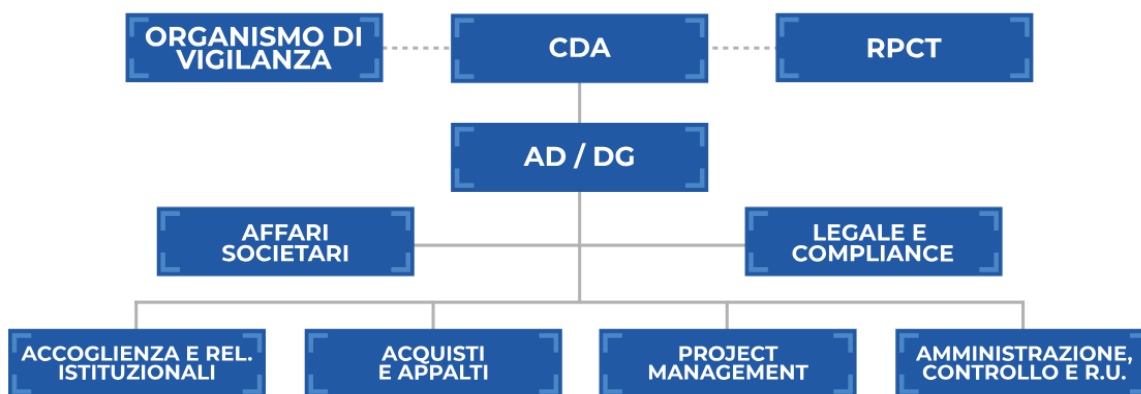 ORGANISMO DI
VIGILANZA
CDA
RPCT
AD / DG
AFFARI
SOCIETARI
LEGALE E
COMPLIANCE
ACCOGLIENZA E REL.
ISTITUZIONALI
ACQUISTI
E APPALTI
PROJECT
MANAGEMENT
AMMINISTRAZIONE,
CONTROLLO E R.U.